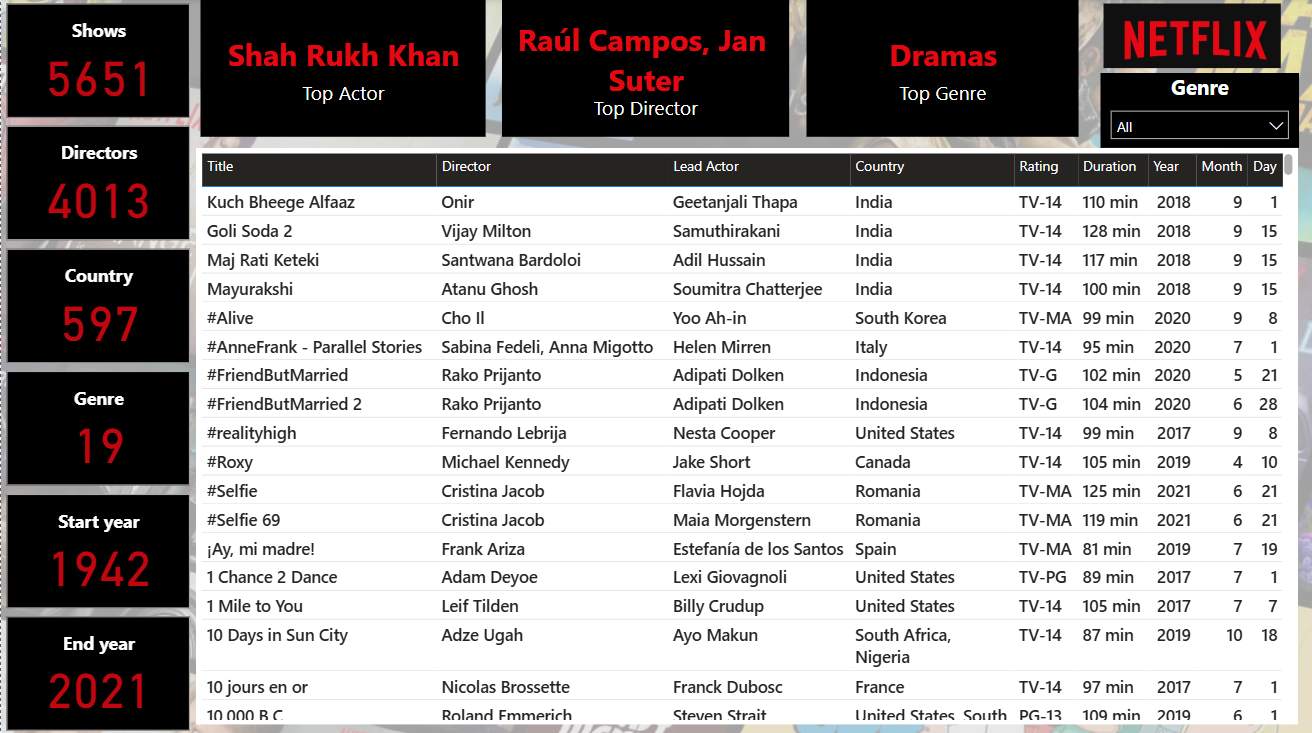 Shows
5651
Directors
4013
Country
597
Genre
19
Start year
1942
End year
2021
Shah Rukh Khan
Top Actor
Raúl Campos, Jan
Suter
Top Director
Dramas
Top Genre
NETFLIX
Genre
All
Title Director Lead Actor Country Rating Duration Year Month Day
Kuch Bheege Alfaaz Onir Geetanjali Thapa India TV-14 110 min 2018 9 1
Goli Soda 2 Vijay Milton Samuthirakani India TV-14 128 min 2018 9 15
Maj Rati Keteki Santwana Bardoloi Adil Hussain India TV-14 117 min 2018 9 15
Mayurakshi Atanu Ghosh Soumitra Chatterjee India TV-14 100 min 2018 9 15
#Alive Cho Il Yoo Ah-in South Korea TV-MA 99 min 2020 9 8
#AnneFrank - Parallel Stories Sabina Fedeli, Anna Migotto Helen Mirren Italy TV-14 95 min 2020 7 1
#FriendButMarried Rako Prijanto Adipati Dolken Indonesia TV-G 102 min 2020 5 21
#FriendButMarried 2 Rako Prijanto Adipati Dolken Indonesia TV-G 104 min 2020 6 28
#realityhigh Fernando Lebrija Nesta Cooper United States TV-14 99 min 2017 9 8
#Roxy Michael Kennedy Jake Short Canada TV-14 105 min 2019 4 10
#Selfie Cristina Jacob Flavia Hojda Romania TV-MA 125 min 2021 6 21
#Selfie 69 Cristina Jacob Maia Morgenstern Romania TV-MA 119 min 2021 6 21
¡Ay, mi madre! Frank Ariza Estefanía de los Santos Spain TV-MA 81 min 2019 7 19
1 Chance 2 Dance Adam Deyoe Lexi Giovagnoli United States TV-PG 89 min 2017 7 1
1 Mile to You Leif Tilden Billy Crudup United States TV-14 105 min 2017 7 7
10 Days in Sun City Adze Ugah Ayo Makun South Africa, TV-14 87 min 2019 10 18
Nigeria
10 jours en or Nicolas Brossette Franck Dubosc France TV-14 97 min 2017 7 1
10,000 B.C. Roland Emmerich Steven Strait United States, South PG-13 109 min 2019 6 1